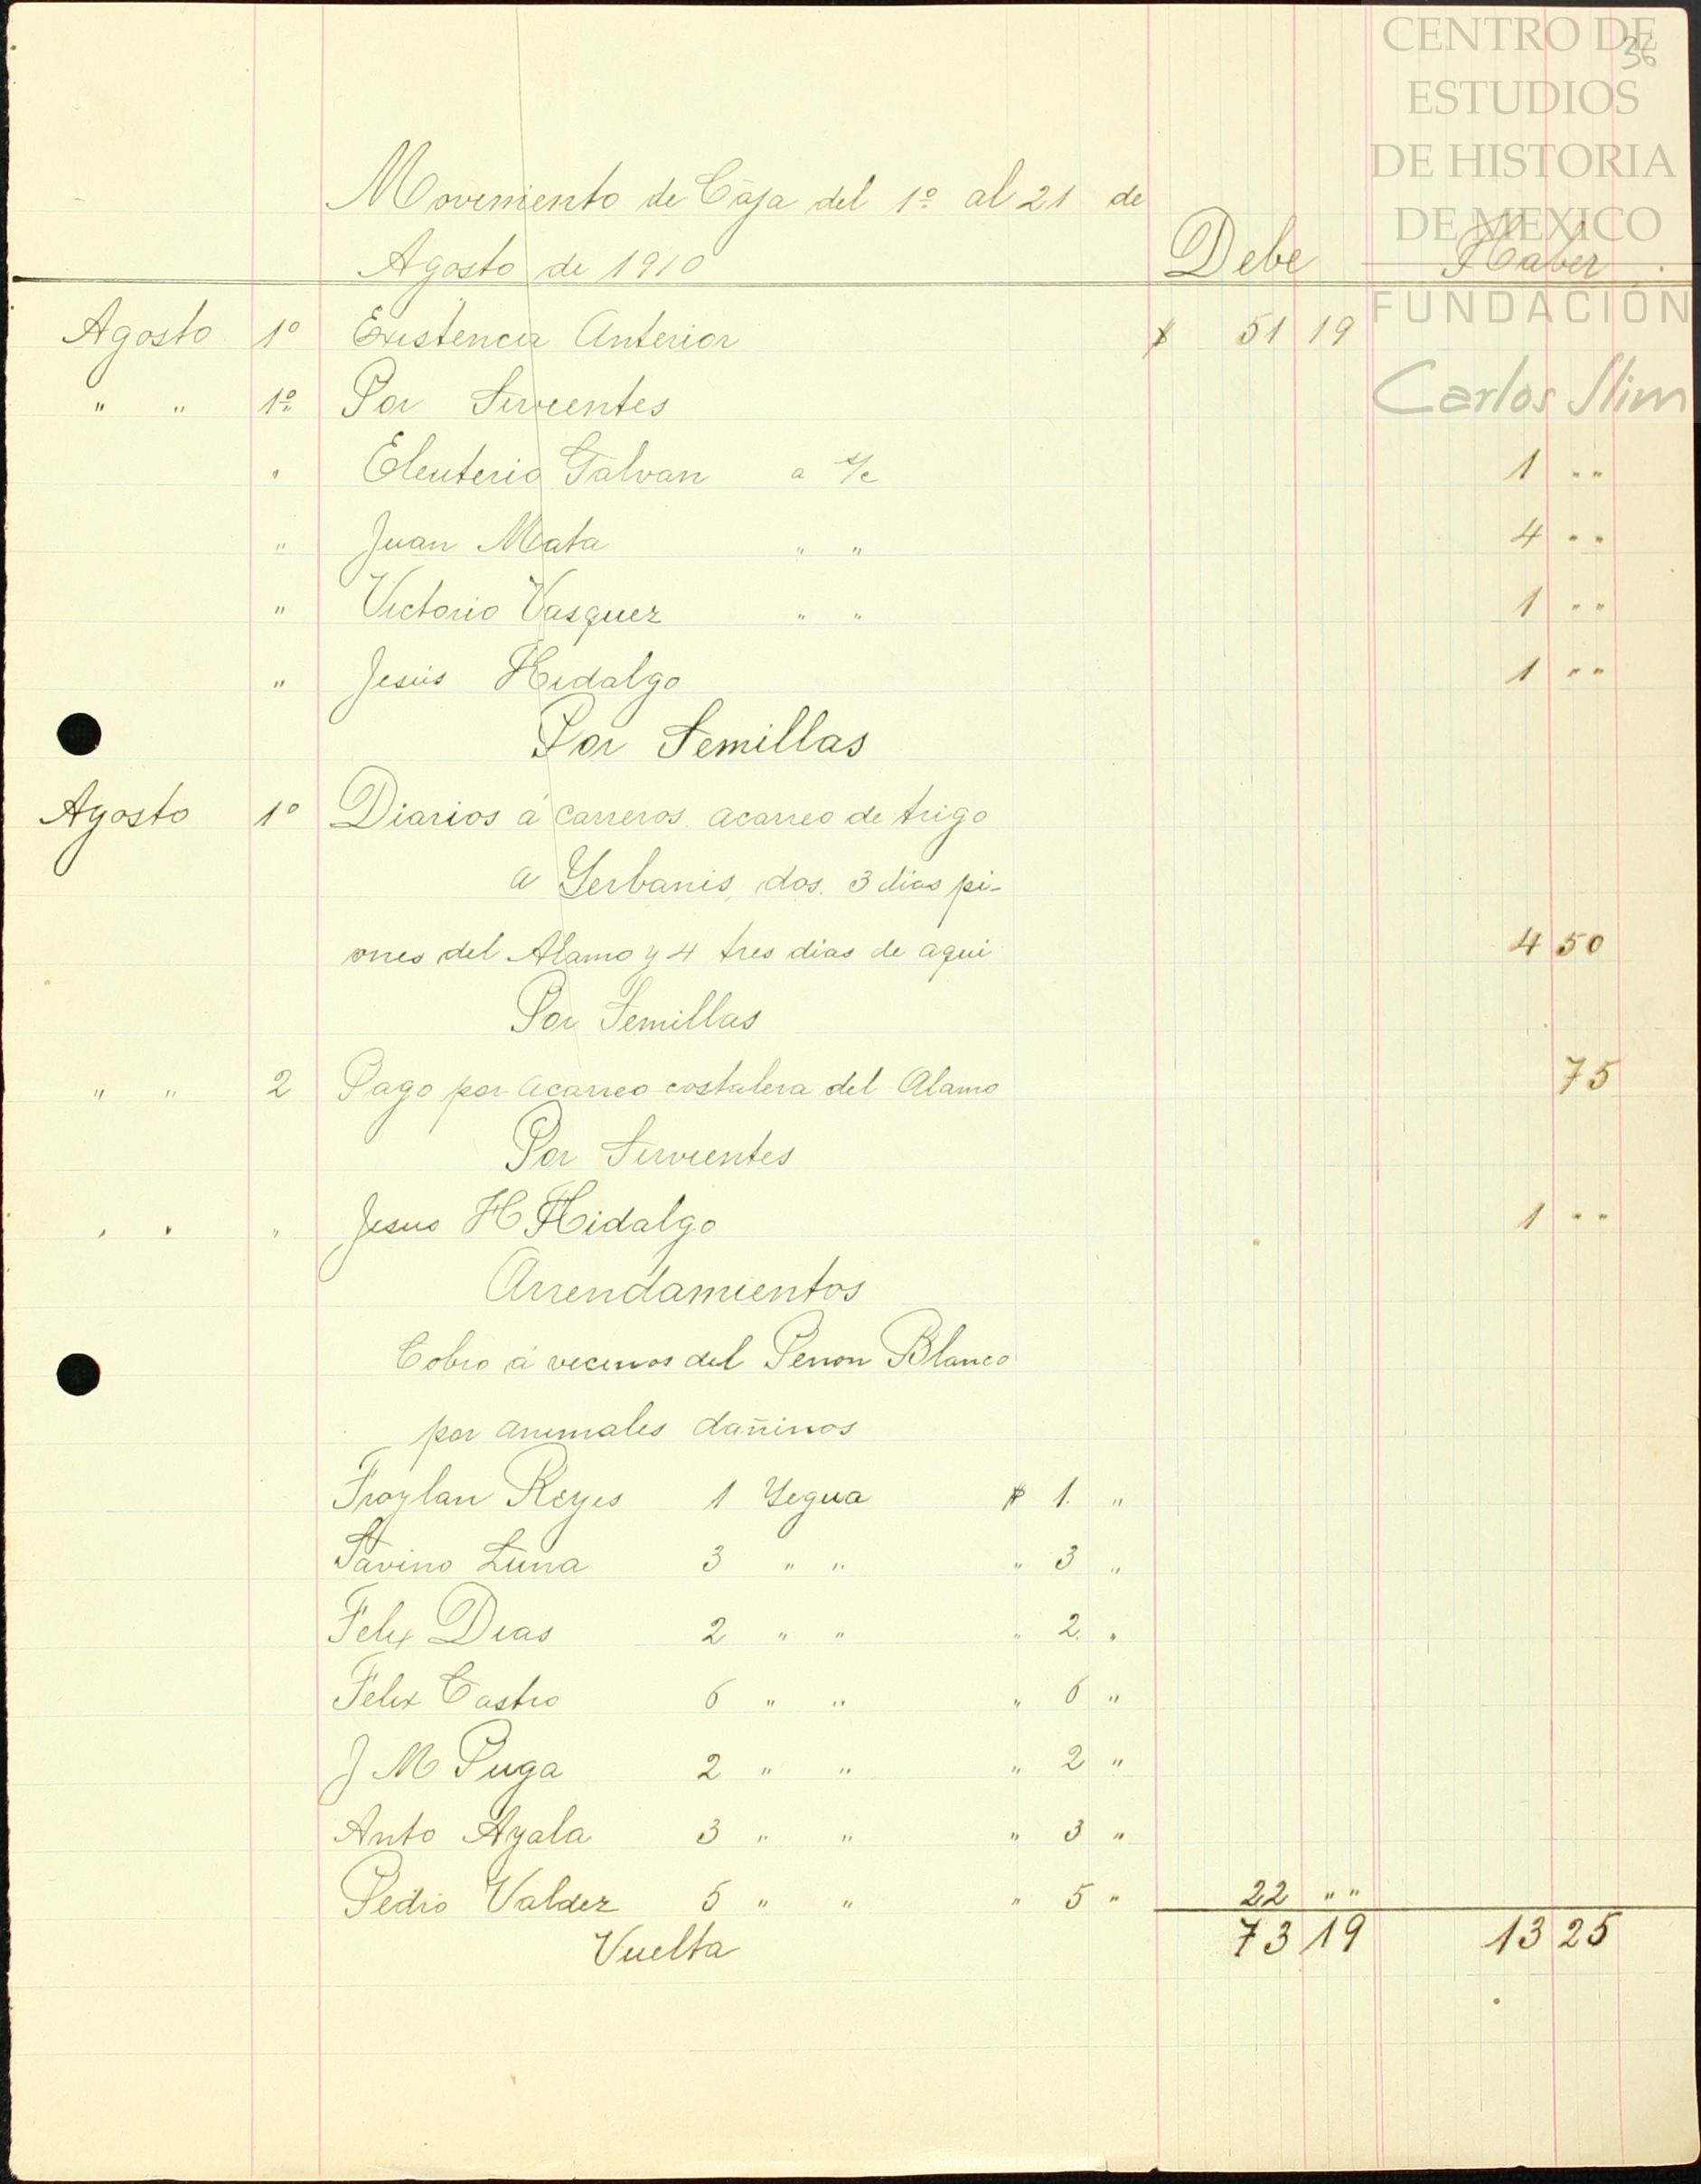 CENTRO DE
36
ESTUDIOS
DE HISTORIA
DE MEXICO
FUNDACIÓN
Carlos Slim
Movimiento de Caja del 1º al 21 de
Agosto de 1910 Debe Haber
Agosto 1º Existencia Anterior $ 51 19
" " 1º Por Sirvientes
" Eleuterio Galvan a s/c 1 ""
" Juan Mata " " 4 ""
" Victorio Vasquez " " 1 ""
" Jesús Hidalgo 1 ""
Por Semillas
Agosto 1º Diarios á carreros acarreo de trigo
a Yerbanis, dos. 3 dias pi-
ones del Alamo y 4 tres dias de aqui 4 50
Por Semillas
" " 2 Pago por acarreo costalera del Alamo 75
Por Sirvientes
" " " Jesus H Hidalgo 1 ""
Arrendamientos
Cobro á vecinos del Penon Blanco
por animales dañinos
Froylan Reyes 1 Yegua $ 1. "
Savino Luna 3 " " " 3 "
Felix Dias 2 " " " 2. "
Felix Castro 6 " " " 6 "
J M Puga 2 " " " 2 "
Anto Ayala 3 " " " 3 "
Pedro Valdez 5 " " " 5 " 22 ""
Vuelta 73 19 13 25